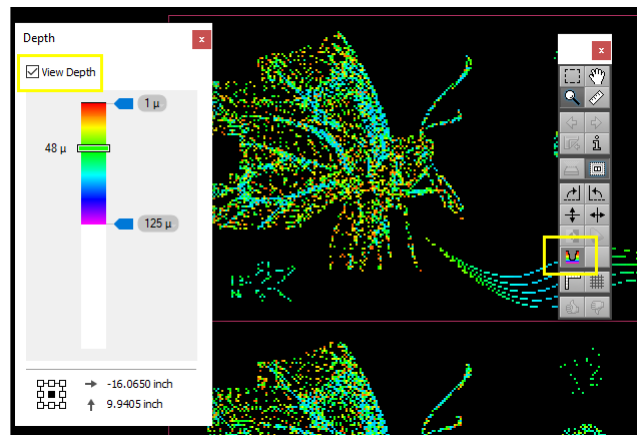 Depth
View Depth
1 µ
48 µ
125 µ
-16.0650 inch
9.9405 inch